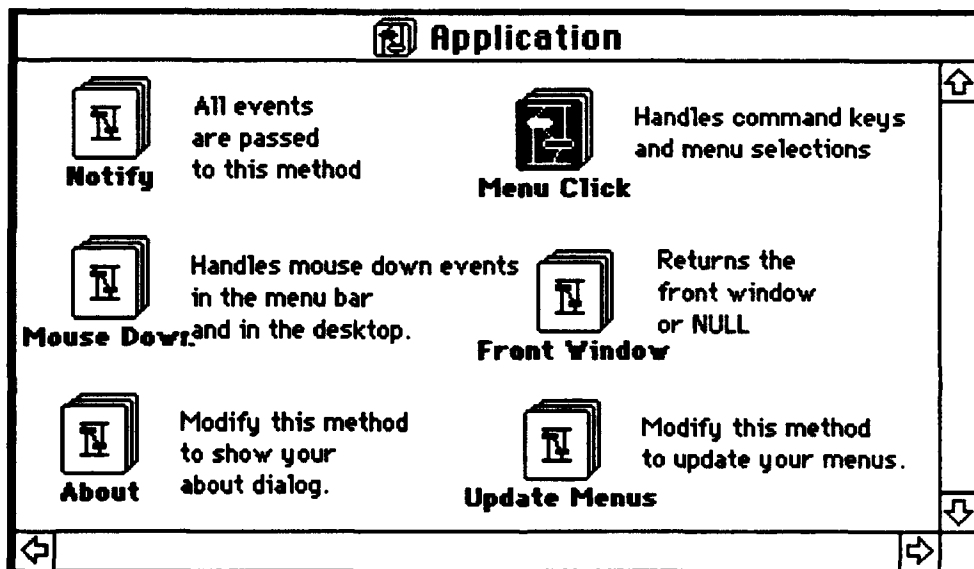 Application
All events
are passed
to this method
Notify
Handles command keys
and menu selections
Menu Click
Handles mouse down events
in the menu bar
and in the desktop.
Mouse Down
Returns the
front window
or NULL
Front Window
Modify this method
to show your
about dialog.
About
Modify this method
to update your menus.
Update Menus